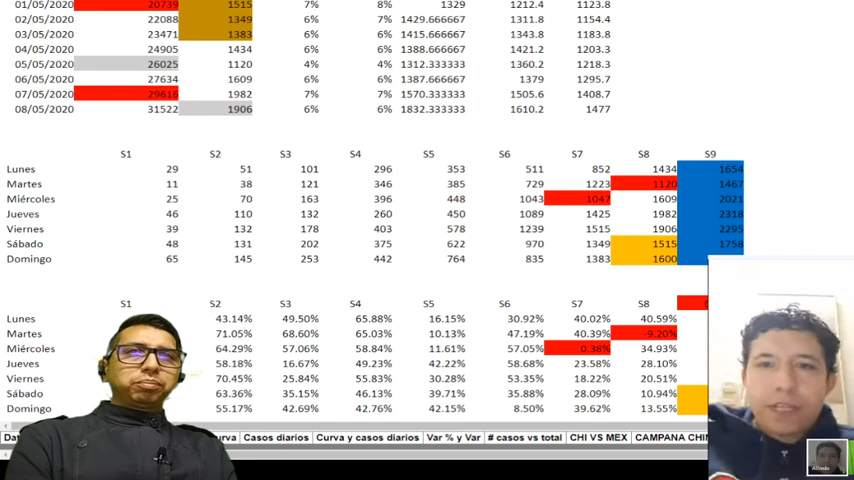 01/05/2020 20739 1515 7% 8% 1329 1212.4 1123.8
02/05/2020 22088 1349 6% 7% 1429.666667 1311.8 1154.4
03/05/2020 23471 1383 6% 6% 1415.666667 1343.8 1183.8
04/05/2020 24905 1434 6% 6% 1388.666667 1421.2 1203.3
05/05/2020 26025 1120 4% 4% 1312.333333 1360.2 1218.3
06/05/2020 27634 1609 6% 6% 1387.666667 1379 1295.7
07/05/2020 29616 1982 7% 7% 1570.333333 1505.6 1408.7
08/05/2020 31522 1906 6% 6% 1832.333333 1610.2 1477
S1 S2 S3 S4 S5 S6 S7 S8 S9
Lunes 29 51 101 296 353 511 852 1434 1654
Martes 11 38 121 346 385 729 1223 1120 1467
Miércoles 25 70 163 396 448 1043 1047 1609 2021
Jueves 46 110 132 260 450 1089 1425 1982 2318
Viernes 39 132 178 403 578 1239 1515 1906 2295
Sábado 48 131 202 375 622 970 1349 1515 1758
Domingo 65 145 253 442 764 835 1383 1600
S1 S2 S3 S4 S5 S6 S7 S8
Lunes 43.14% 49.50% 65.88% 16.15% 30.92% 40.02% 40.59%
Martes 71.05% 68.60% 65.03% 10.13% 47.19% 40.39% -9.20%
Miércoles 64.29% 57.06% 58.84% 11.61% 57.05% 0.38% 34.93%
Jueves 58.18% 16.67% 49.23% 42.22% 58.68% 23.58% 28.10%
Viernes 70.45% 25.84% 55.83% 30.28% 53.35% 18.22% 20.51%
Sábado 63.36% 35.15% 46.13% 39.71% 35.88% 28.09% 10.94%
Domingo 55.17% 42.69% 42.76% 42.15% 8.50% 39.62% 13.55%
Casos diarios Curva y casos diarios Var % y Var # casos vs total CHI VS MEX CAMPANA CHI
Alfredo